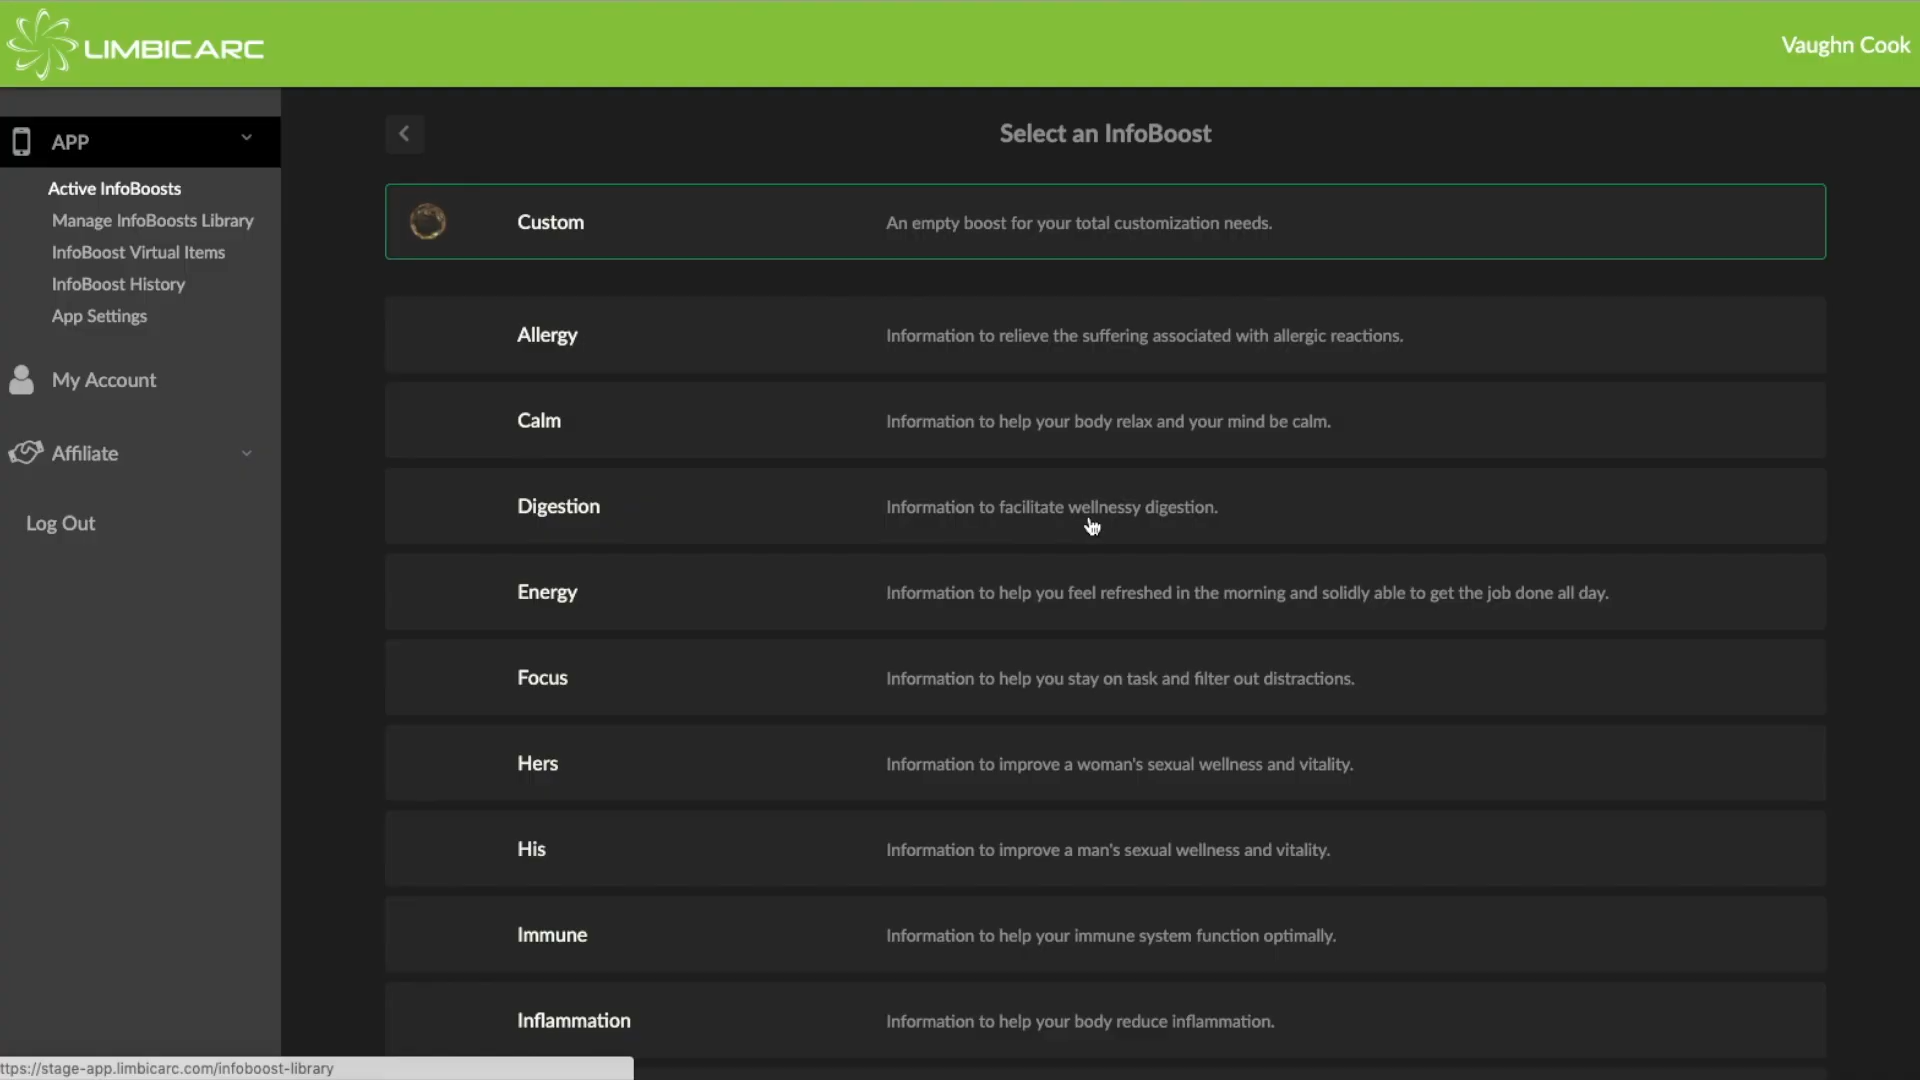 LIMBIC ARC
Vaughn Cook
APP
Active InfoBoosts
Manage InfoBoosts Library
InfoBoost Virtual Items
InfoBoost History
App Settings
My Account
Affiliate
Log Out
Select an InfoBoost
Custom An empty boost for your total customization needs.
Allergy Information to relieve the suffering associated with allergic reactions.
Calm Information to help your body relax and your mind be calm.
Digestion Information to facilitate wellnessy digestion.
Energy Information to help you feel refreshed in the morning and solidly able to get the job done all day.
Focus Information to help you stay on task and filter out distractions.
Hers Information to improve a woman's sexual wellness and vitality.
His Information to improve a man's sexual wellness and vitality.
Immune Information to help your immune system function optimally.
Inflammation Information to help your body reduce inflammation.
ttps://stage-app.limbicarc.com/infoboost-library